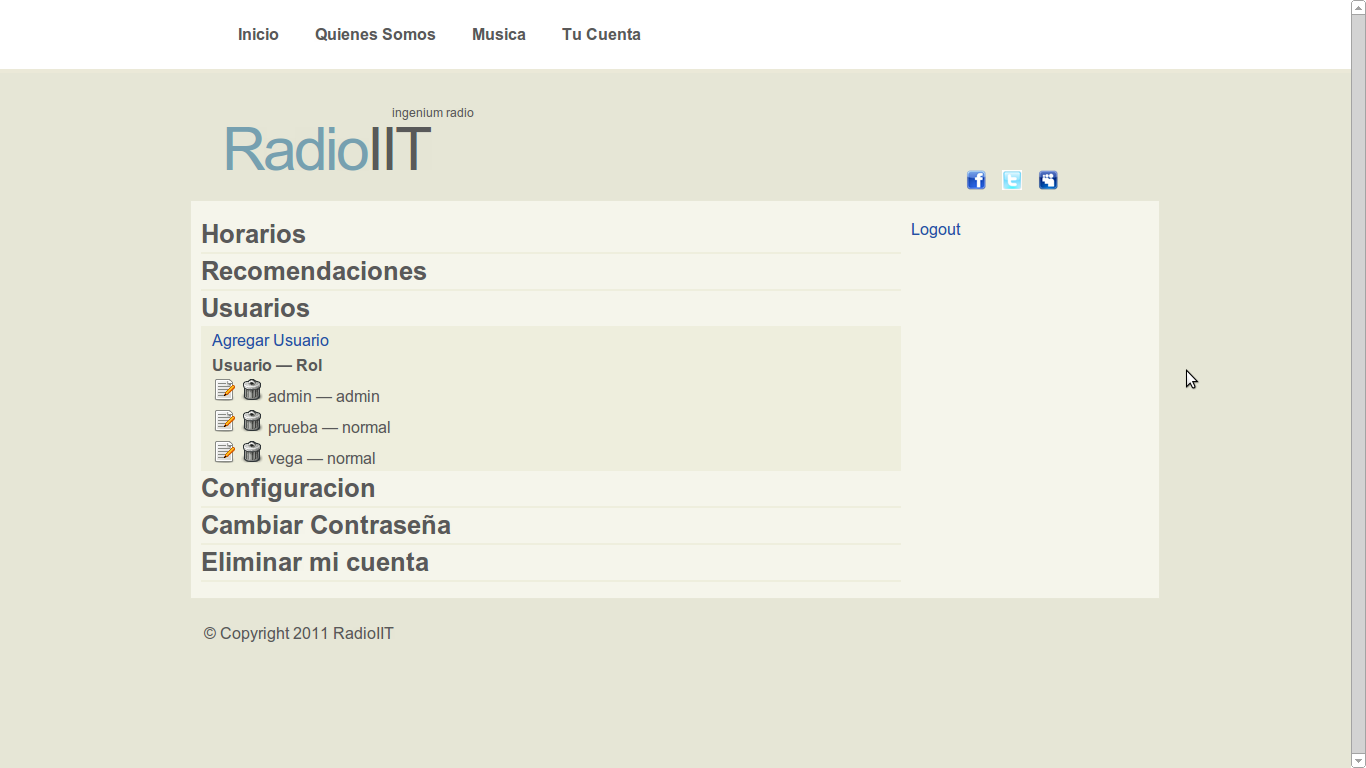 Inicio Quienes Somos Musica Tu Cuenta
ingenium radio
RadioIIT
Horarios
Logout
Recomendaciones
Usuarios
Agregar Usuario
Usuario — Rol
admin — admin
prueba — normal
vega — normal
Configuracion
Cambiar Contraseña
Eliminar mi cuenta
© Copyright 2011 RadioIIT